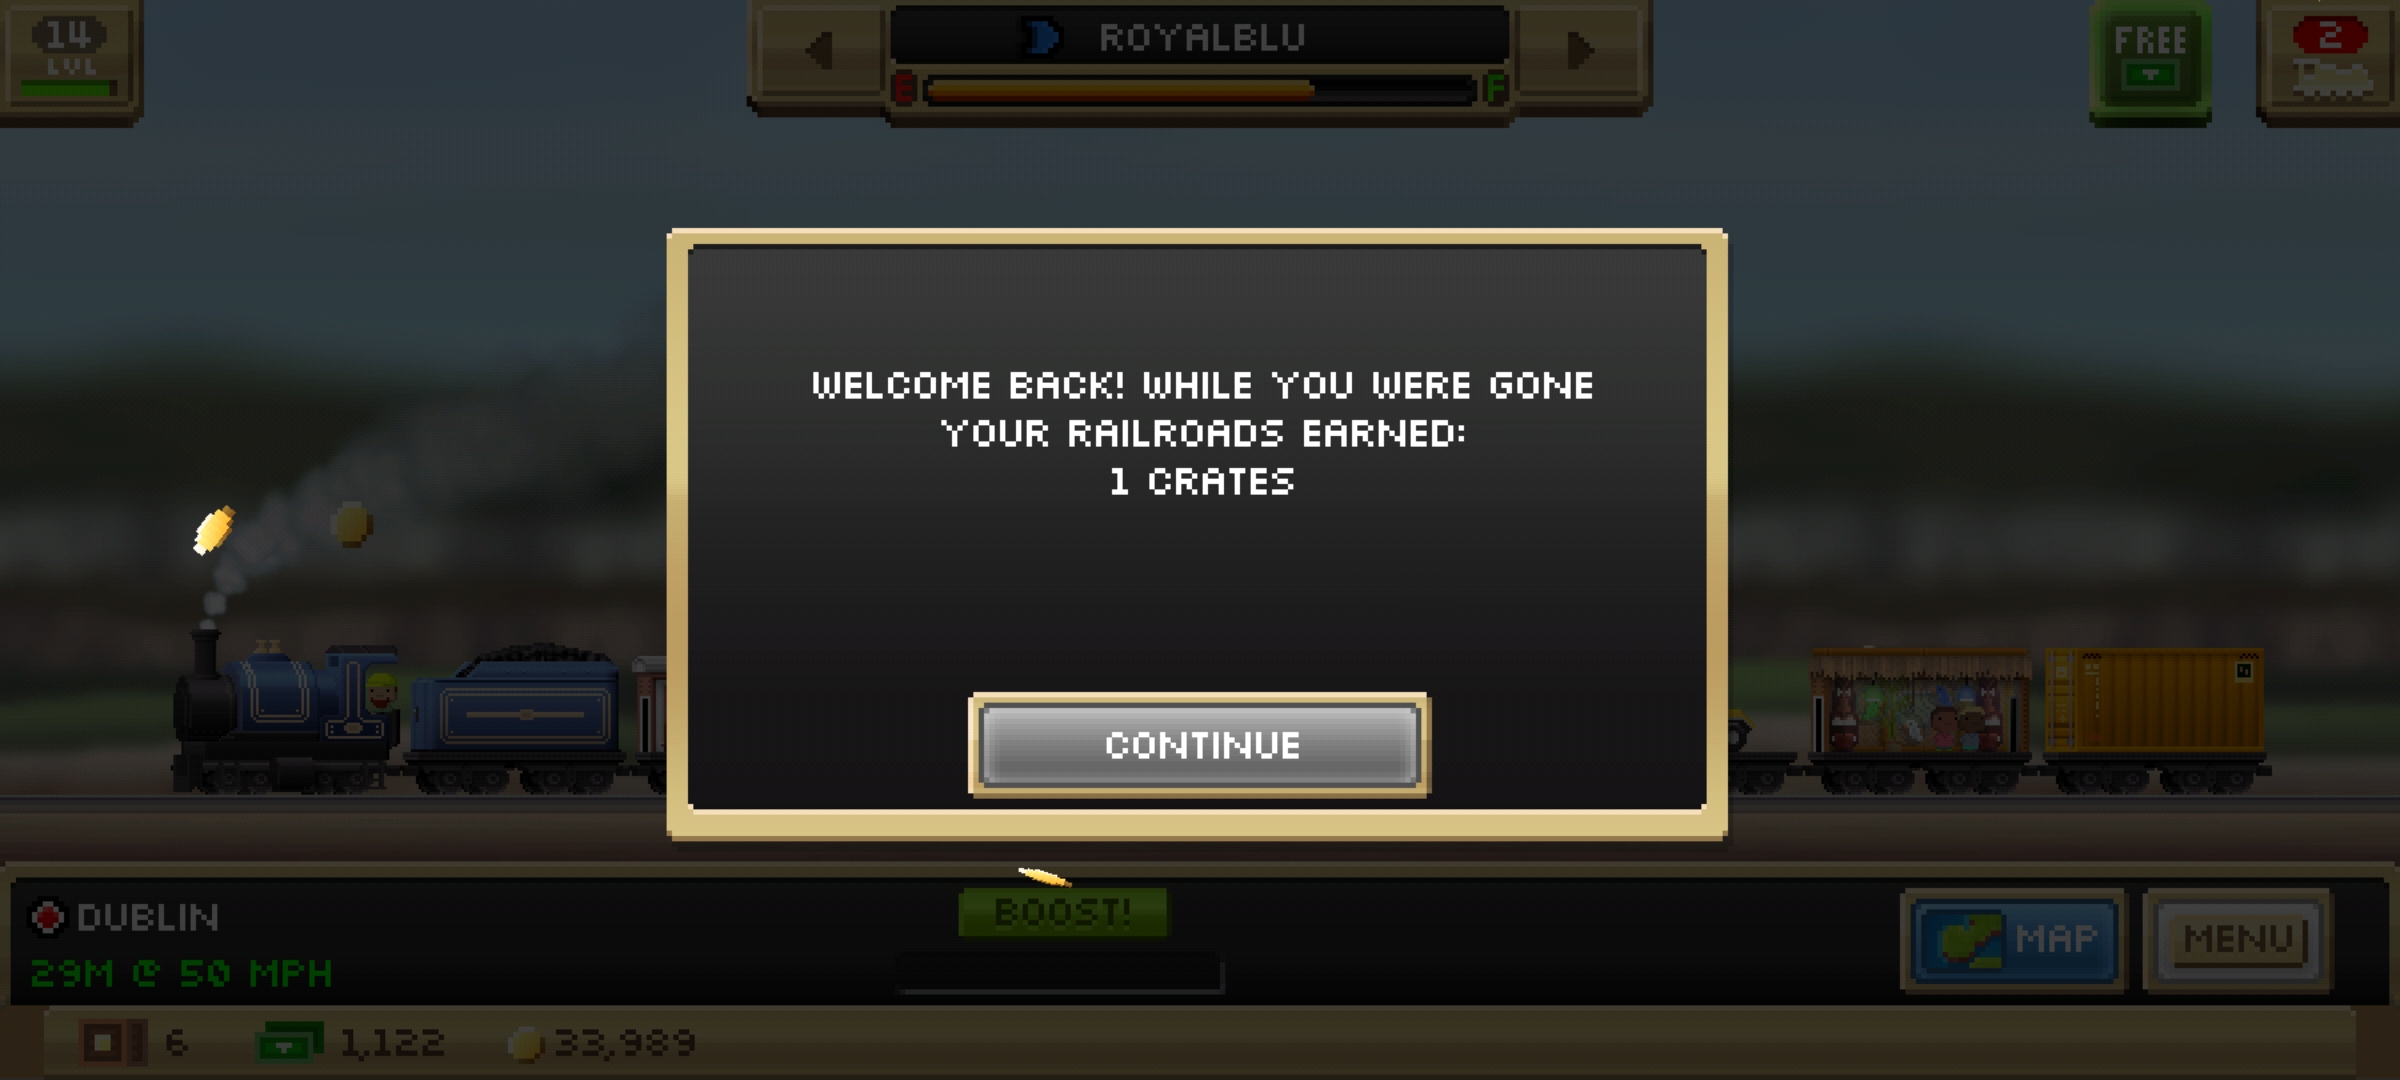 14
LVL
ROYALBLU
E F
FREE
2
WELCOME BACK! WHILE YOU WERE GONE
YOUR RAILROADS EARNED:
1 CRATES
CONTINUE
DUBLIN
29M @ 50 MPH
BOOST!
MAP
MENU
6
1,122
33,989